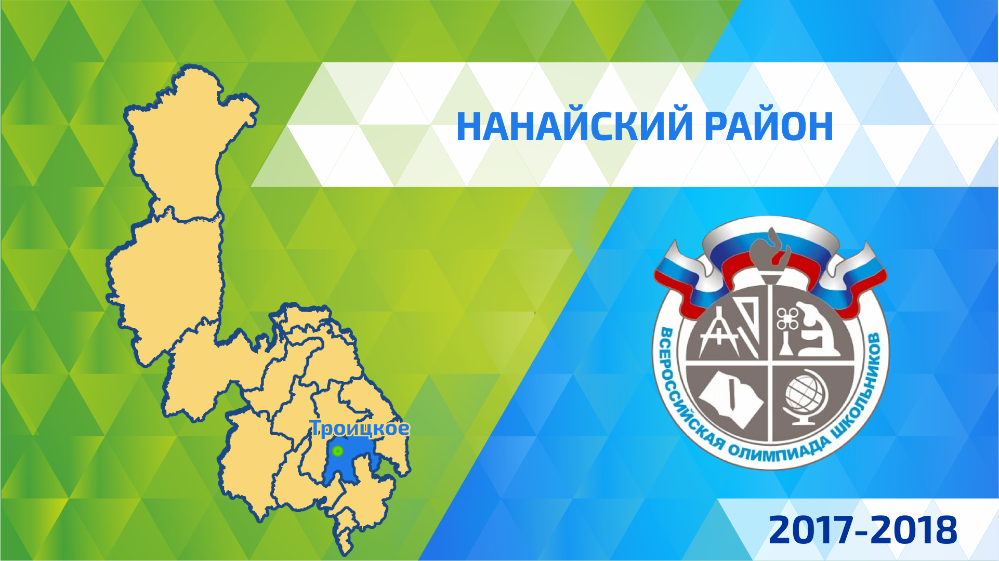 НАНАЙСКИЙ РАЙОН
Троицкое
ВСЕРОССИЙСКАЯ ОЛИМПИАДА ШКОЛЬНИКОВ
2017-2018